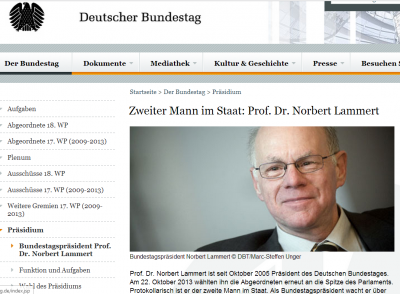 Deutscher Bundestag
Der Bundestag
Dokumente
Mediathek
Kultur & Geschichte
Presse
Besuchen S
Startseite > Der Bundestag > Präsidium
Aufgaben
Abgeordnete 18. WP
Abgeordnete 17. WP (2009-
2013)
Plenum
Ausschüsse 18. WP
Ausschüsse 17. WP (2009-
2013)
Weitere Gremien 17. WP (2009-
2013)
Präsidium
Bundestagspräsident Prof.
Dr. Norbert Lammert
Funktion und Aufgaben
des Präsidiums
g.de/index.jsp
Zweiter Mann im Staat: Prof. Dr. Norbert Lammert
Bundestagspräsident Norbert Lammert © DBT/Marc-Steffen Unger
Prof. Dr. Norbert Lammert ist seit Oktober 2005 Präsident des Deutschen Bundestages.
Am 22. Oktober 2013 wählten ihn die Abgeordneten erneut an die Spitze des Parlaments.
Protokollarisch ist er der zweite Mann im Staat. Als Bundestagspräsident wacht er über